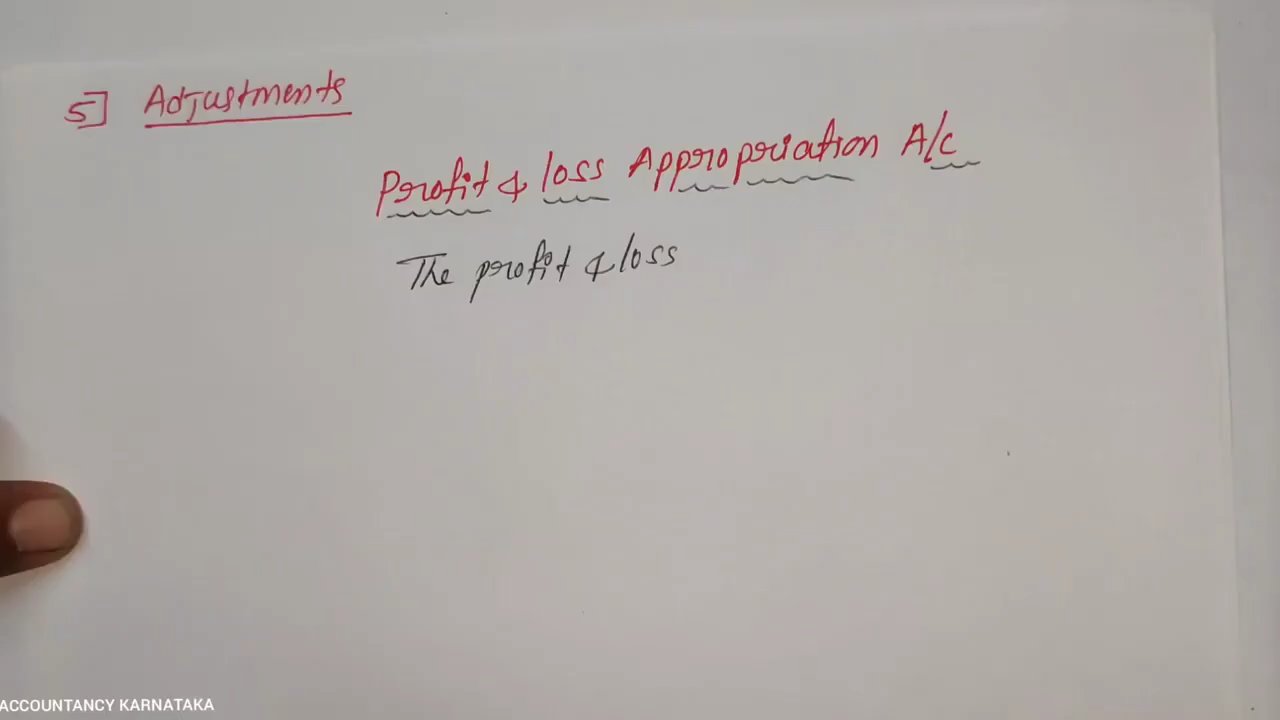 5] Adjustments
Profit & loss Appropriation A/c
The profit & loss
ACCOUNTANCY KARNATAKA